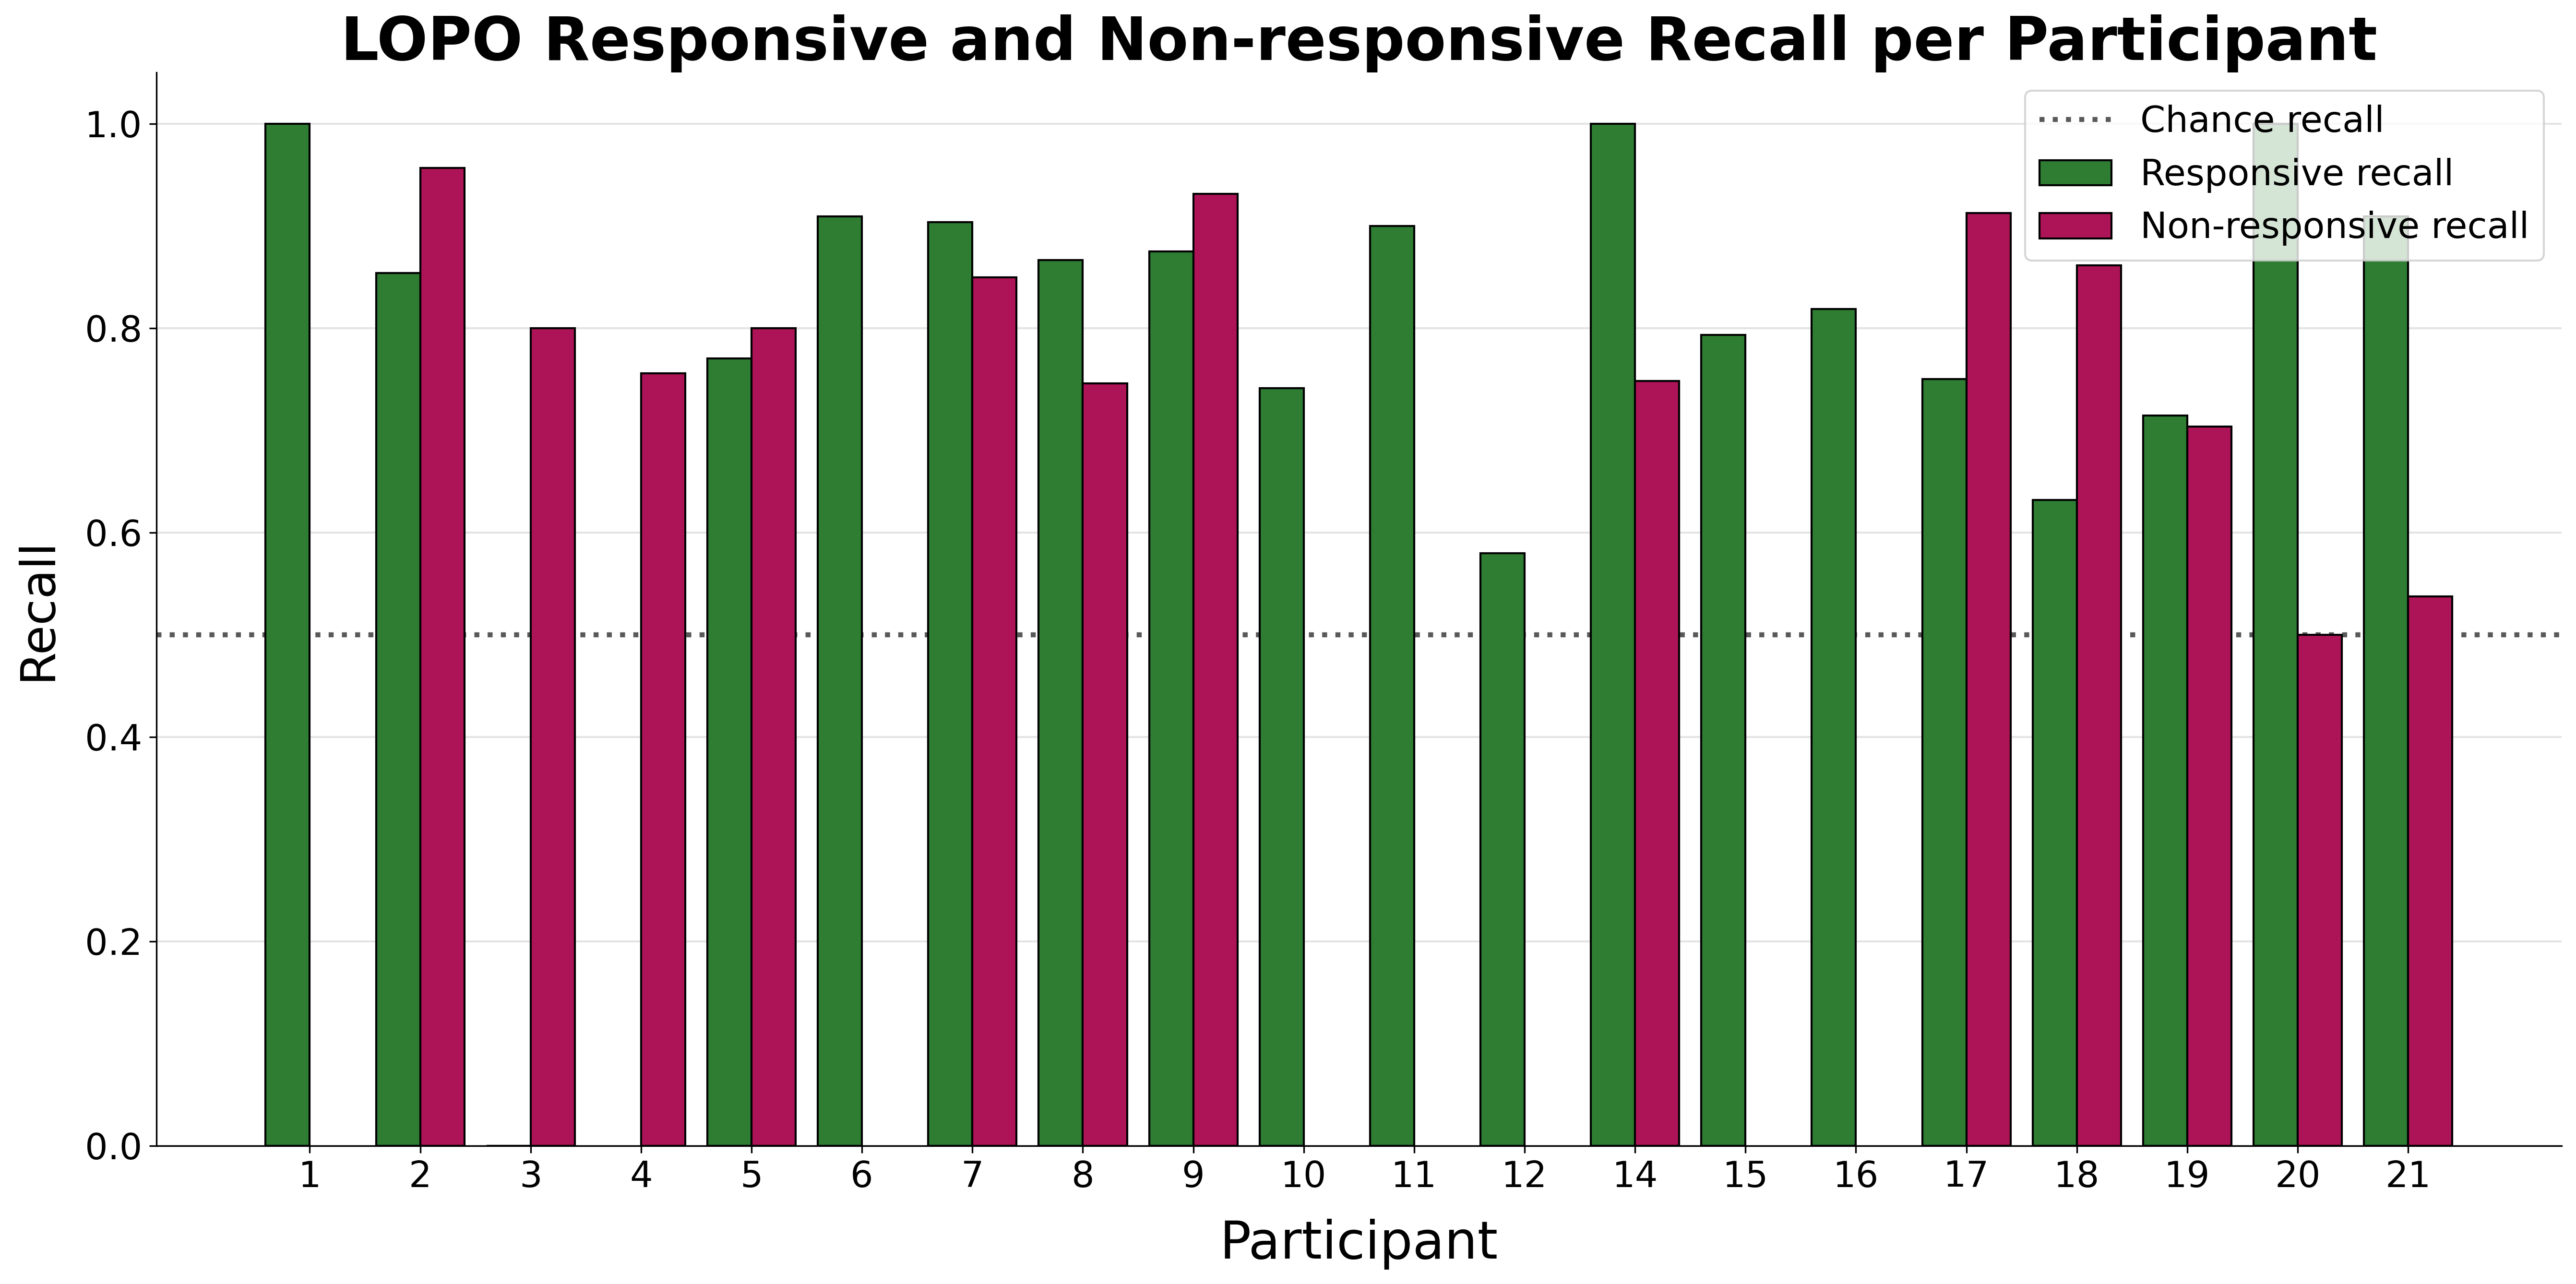 LOPO Responsive and Non-responsive Recall per Participant
Chance recall
Responsive recall
Non-responsive recall
1.0
0.8
0.6
0.4
0.2
0.0
Recall
1 2 3 4 5 6 7 8 9 10 11 12 14 15 16 17 18 19 20 21
Participant